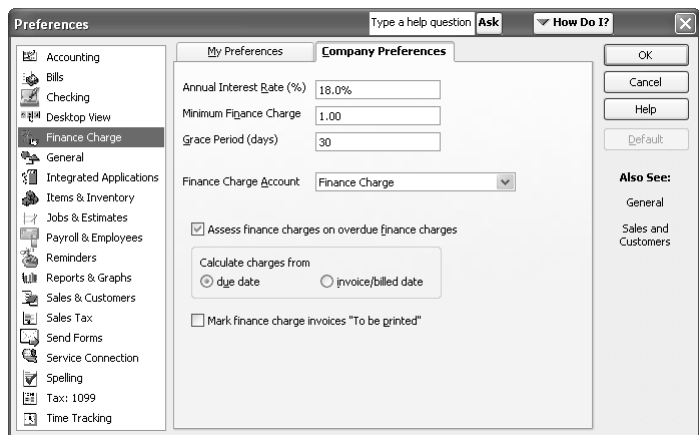 Preferences
Type a help question Ask
How Do I?
Accounting
Bills
Checking
Desktop View
Finance Charge
General
Integrated Applications
Items & Inventory
Jobs & Estimates
Payroll & Employees
Reminders
Reports & Graphs
Sales & Customers
Sales Tax
Send Forms
Service Connection
Spelling
Tax: 1099
Time Tracking
My Preferences
Company Preferences
Annual Interest Rate (%) 18.0%
Minimum Finance Charge 1.00
Grace Period (days) 30
Finance Charge Account Finance Charge
Assess finance charges on overdue finance charges
Calculate charges from
due date
invoice/billed date
Mark finance charge invoices "To be printed"
OK
Cancel
Help
Default
Also See:
General
Sales and
Customers